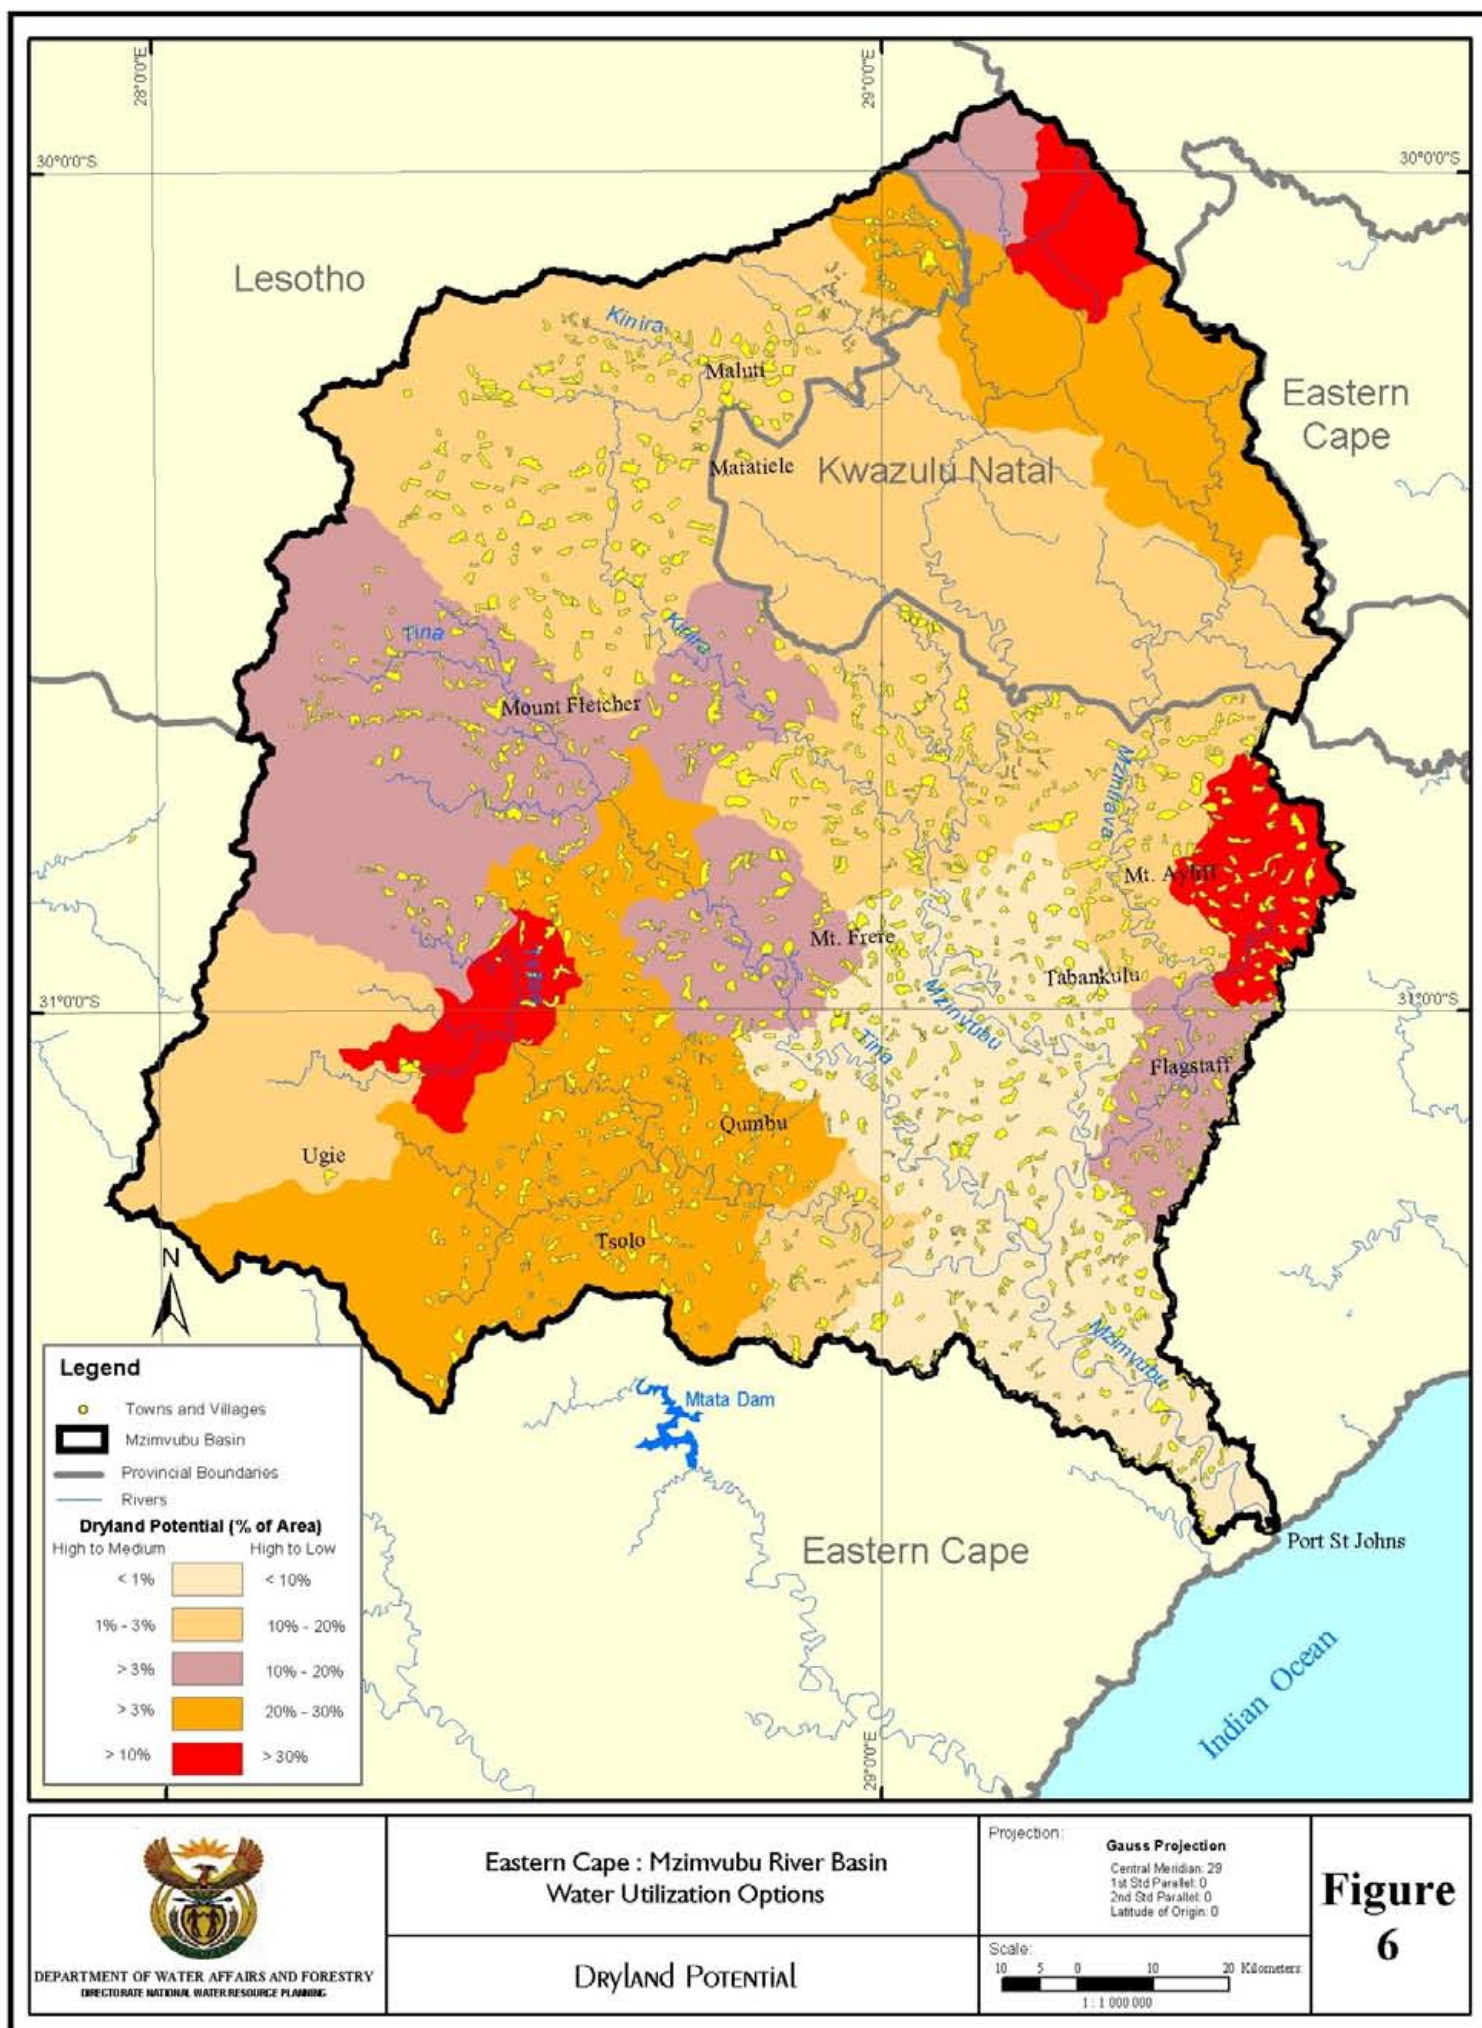 28°0'0"E
29°0'0"E
30°0'0"S
30°0'0"S
Lesotho
Kinira
Maluti
Eastern
Cape
Matatiele
Kwazulu Natal
Tina
Kinira
Mount Fletcher
Mzintlava
Mt. Ayliff
Mt. Frere
Tabankulu
31°0'0"S
31°0'0"S
Mzimvubu
Tina
Flagstaff
Qumbu
Ugie
Tsolo
N
Mzimvubu
Mtata Dam
Port St Johns
Eastern Cape
Indian Ocean
29°0'0"E
Legend
Towns and Villages
Mzimvubu Basin
Provincial Boundaries
Rivers
Dryland Potential (% of Area)
High to Medium High to Low
< 1% < 10%
1% - 3% 10% - 20%
> 3% 10% - 20%
> 3% 20% - 30%
> 10% > 30%
DEPARTMENT OF WATER AFFAIRS AND FORESTRY
DIRECTORATE NATIONAL WATER RESOURCE PLANNING
Eastern Cape : Mzimvubu River Basin
Water Utilization Options
Dryland Potential
Projection:
Gauss Projection
Central Meridian: 29
1st Std Parallel: 0
2nd Std Parallel: 0
Latitude of Origin: 0
Scale:
10 5 0 10 20 Kilometers
1 : 1 000 000
Figure
6